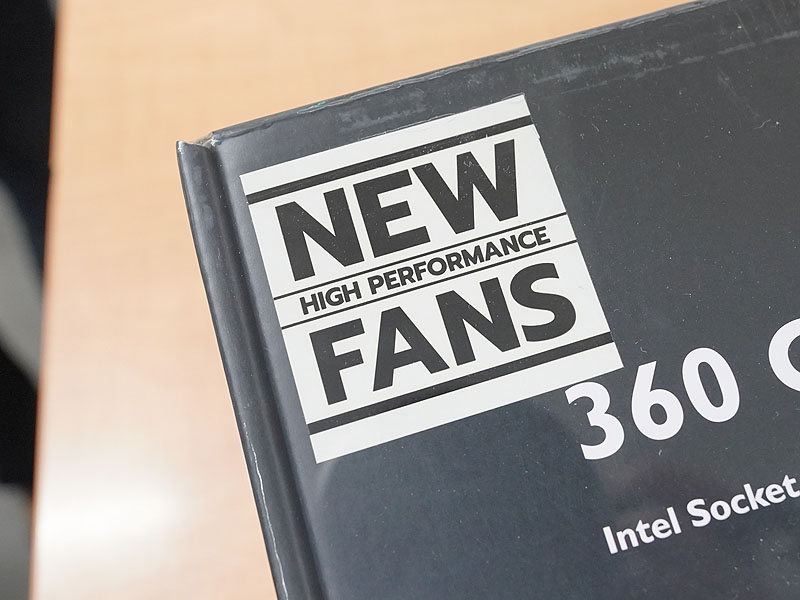 NEW
HIGH PERFORMANCE
FANS
360
Intel Socket